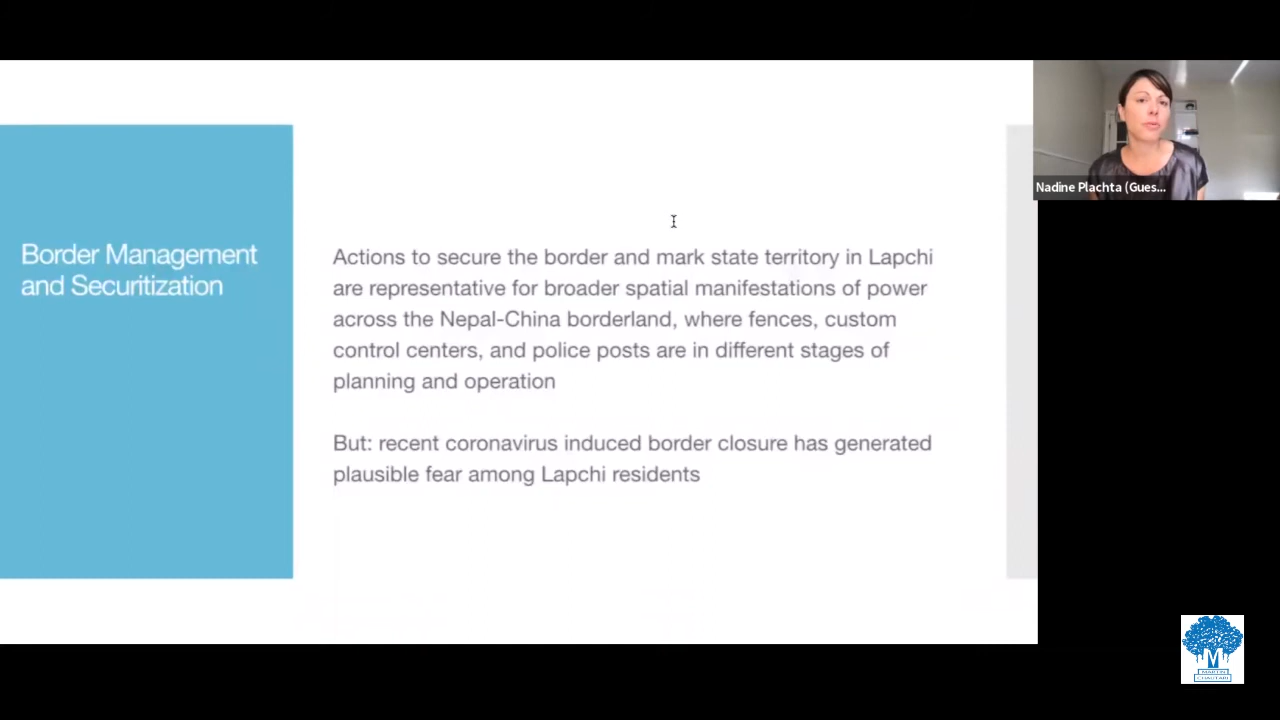 Border Management
and Securitization
Actions to secure the border and mark state territory in Lapchi
are representative for broader spatial manifestations of power
across the Nepal-China borderland, where fences, custom
control centers, and police posts are in different stages of
planning and operation
But: recent coronavirus induced border closure has generated
plausible fear among Lapchi residents
Nadine Plachta (Gues...
M
MARTIN
CHAUTARI